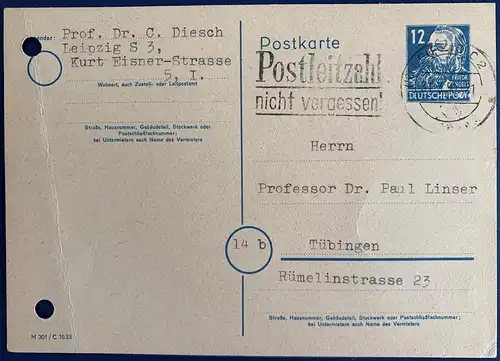 Absender: Prof. Dr. C. Diesch
Leipzig S 3,
Kurt Eisner-Strasse
5, I.
Wohnort, auch Zustell- oder Leitpostamt
Straße, Hausnummer, Gebäudeteil, Stockwerk oder
Postschließfachnummer;
bei Untermietern auch Name des Vermieters
M 301 / C 1633
Postkarte
Postleitzahl
nicht vergessen!
12
FRIEDR
ENGELS
DEUTSCHE POST
Herrn
Professor Dr. Paul Linser
14 b
Tübingen
Rümelinstrasse 23
Straße, Hausnummer, Gebäudeteil, Stockwerk oder Postschließfachnummer;
bei Untermietern auch Name des Vermieters